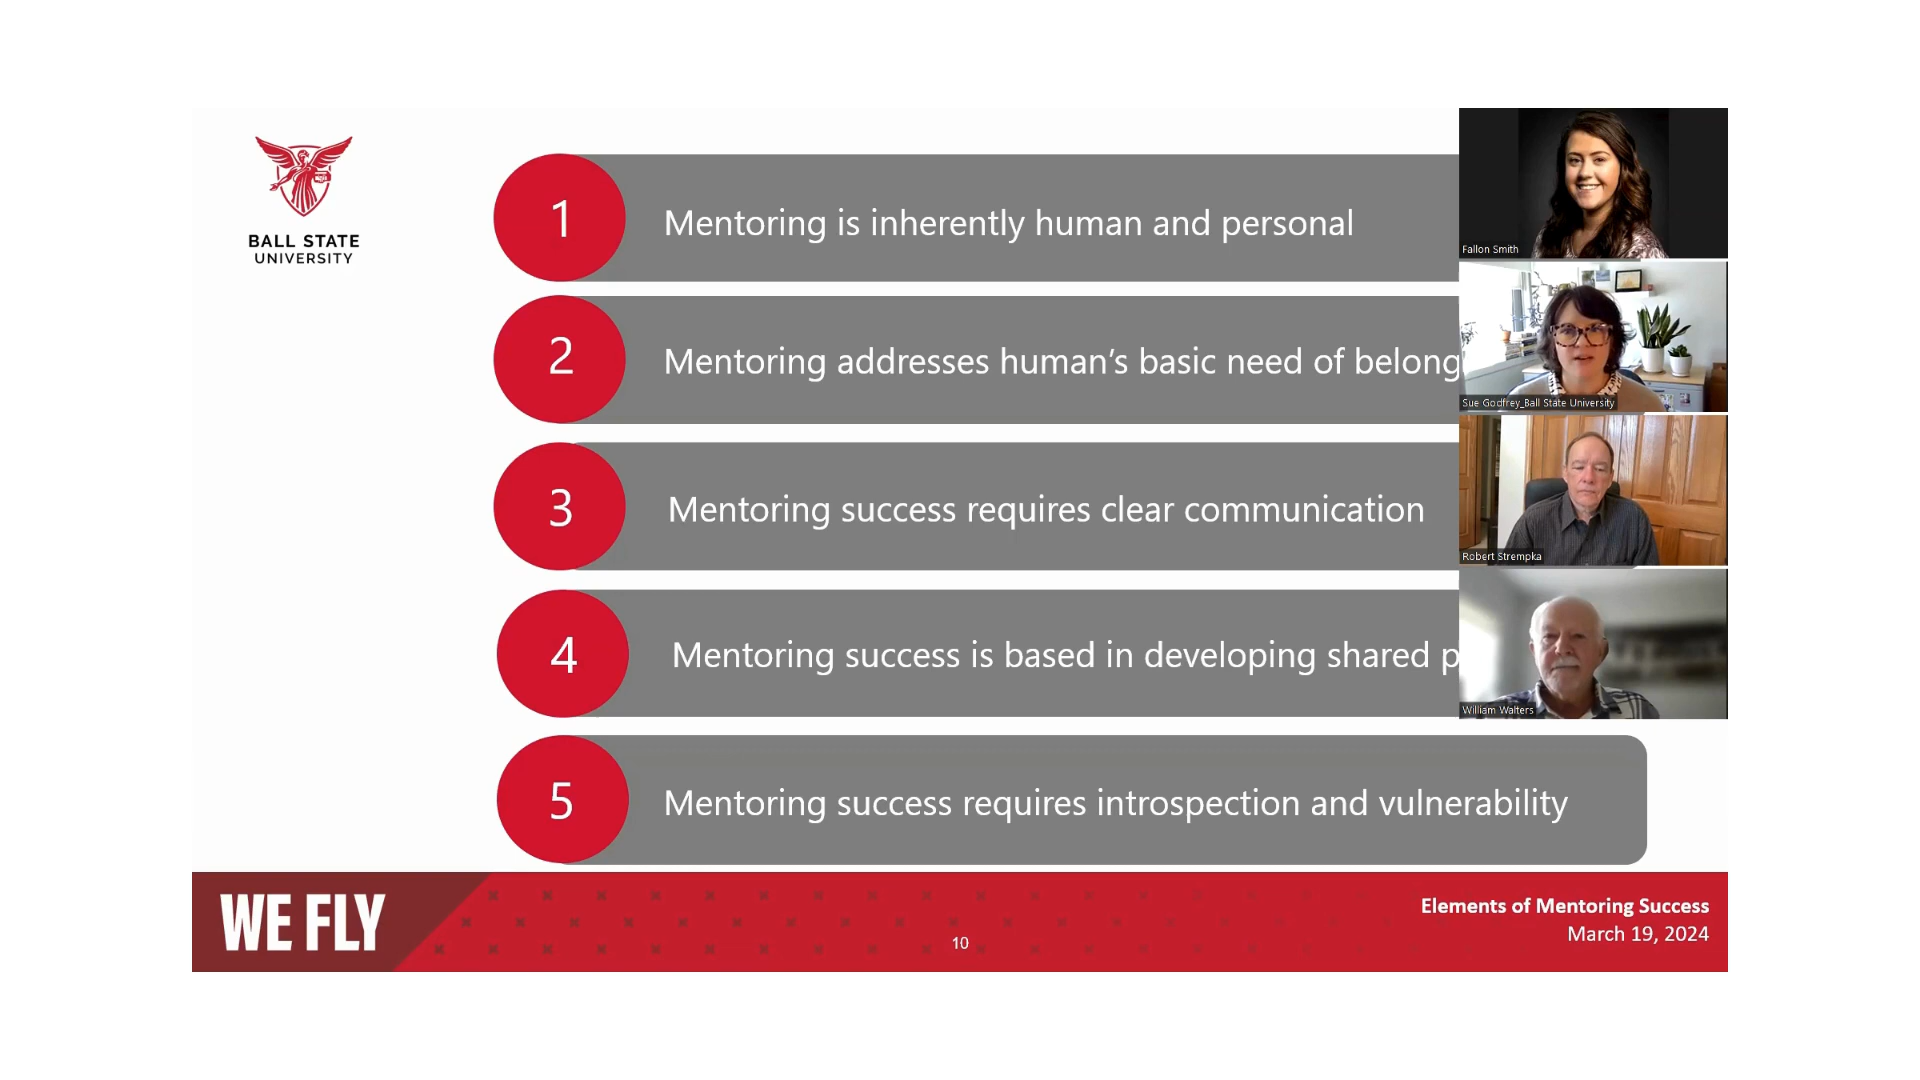 BALL STATE
UNIVERSITY
1
Mentoring is inherently human and personal
2
Mentoring addresses human’s basic need of belong
3
Mentoring success requires clear communication
4
Mentoring success is based in developing shared p
5
Mentoring success requires introspection and vulnerability
Fallon Smith
Sue Godfrey_Ball State University
Robert Strempka
William Walters
WE FLY
10
Elements of Mentoring Success
March 19, 2024